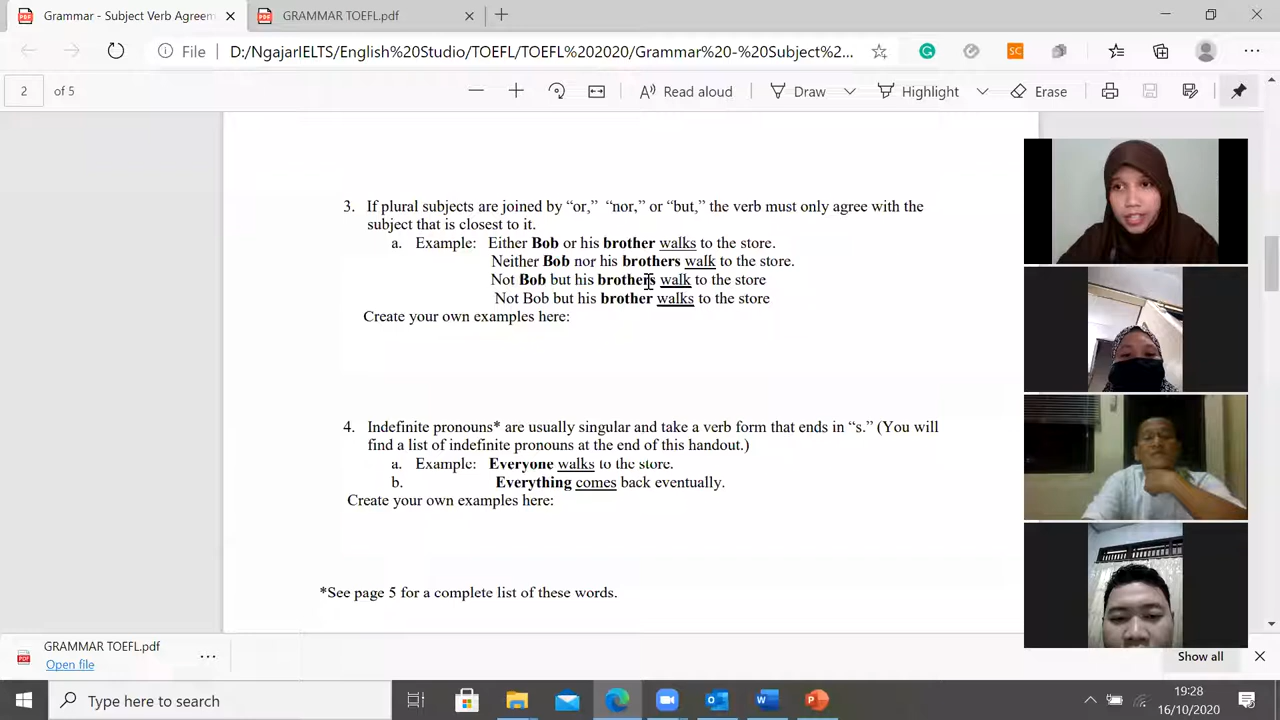 Grammar - Subject Verb Agreem
GRAMMAR TOEFL.pdf
File
D:/NgajarIELTS/English%20Studio/TOEFL/TOEFL%202020/Grammar%20-%20Subject%2...
SC
2 of 5
Read aloud
Draw
Highlight
Erase
3. If plural subjects are joined by “or,” “nor,” or “but,” the verb must only agree with the
subject that is closest to it.
a. Example: Either Bob or his brother walks to the store.
Neither Bob nor his brothers walk to the store.
Not Bob but his brothers walk to the store
Not Bob but his brother walks to the store
Create your own examples here:
4. Indefinite pronouns* are usually singular and take a verb form that ends in “s.” (You will
find a list of indefinite pronouns at the end of this handout.)
a. Example: Everyone walks to the store.
b. Everything comes back eventually.
Create your own examples here:
*See page 5 for a complete list of these words.
GRAMMAR TOEFL.pdf
Open file
Show all
Type here to search
19:28
16/10/2020